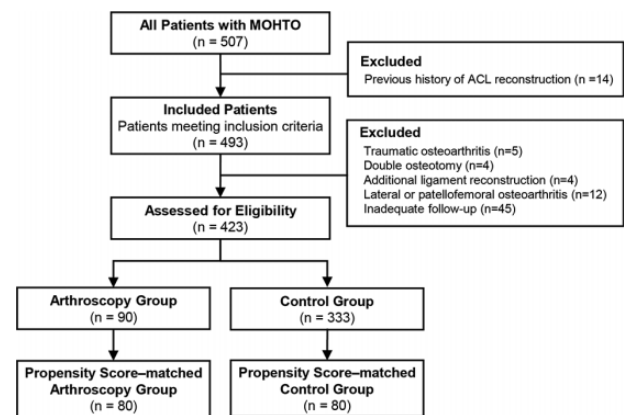 All Patients with MOHTO
(n = 507)
Excluded
Previous history of ACL reconstruction (n =14)
Included Patients
Patients meeting inclusion criteria
(n = 493)
Excluded
Traumatic osteoarthritis (n=5)
Double osteotomy (n=4)
Additional ligament reconstruction (n=4)
Lateral or patellofemoral osteoarthritis (n=12)
Inadequate follow-up (n=45)
Assessed for Eligibility
(n = 423)
Arthroscopy Group
(n = 90)
Control Group
(n = 333)
Propensity Score–matched
Arthroscopy Group
(n = 80)
Propensity Score–matched
Control Group
(n = 80)